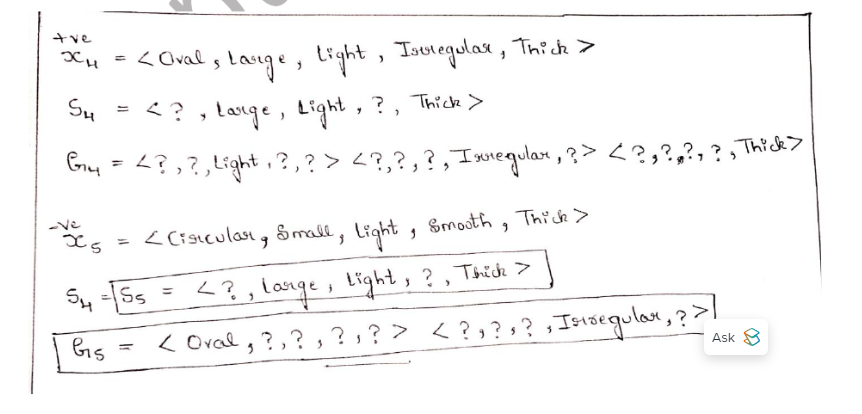 +ve
x4 = <Oval, Large, Light, Irregular, Thick>
S4 = <?, Large, Light, ?, Thick>
G4 = <?,?,Light,?,?> <?,?,?,Irregular,?> <?,?,?,?,Thick>
-ve
x5 = <Circular, Small, Light, Smooth, Thick>
S4 = S5 = <?, Large, Light, ?, Thick>
G5 = <Oval,?,?,?,?> <?,?,?,Irregular,?>
Ask